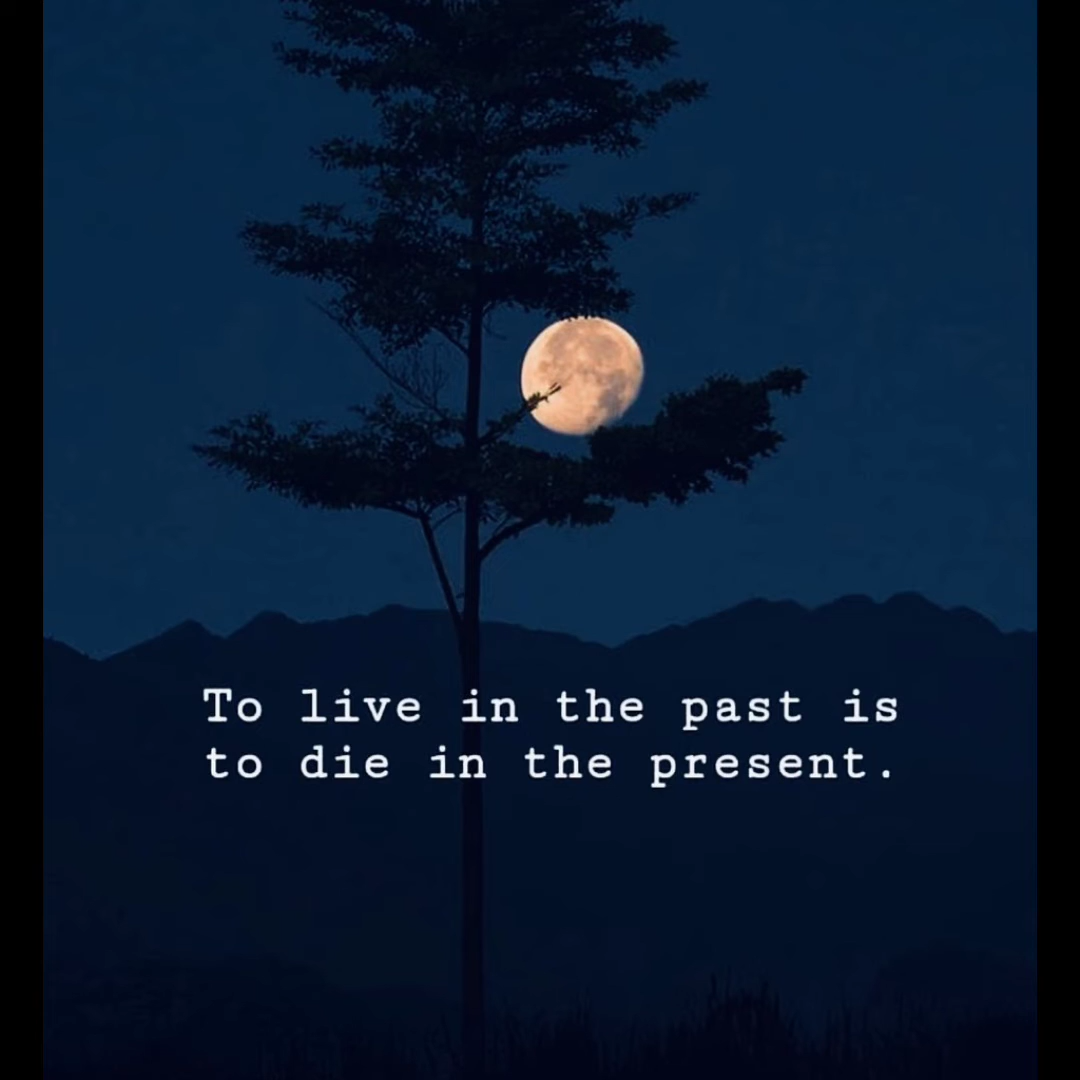 To live in the past is
to die in the present.